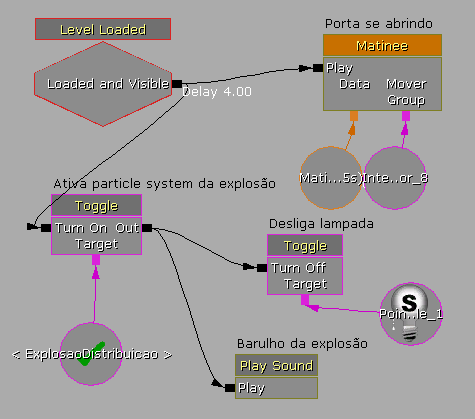 Porta se abrindo
Level Loaded
Matinee
Play
Data Mover
Group
Loaded and Visible
Delay 4.00
Mati...5s)
Inte...or_8
Ativa particle system da explosão
Toggle
Turn On Out
Target
Desliga lampada
Toggle
Turn Off
Target
S
Poin...le_1
< ExplosaoDistribuicao >
Barulho da explosão
Play Sound
Play